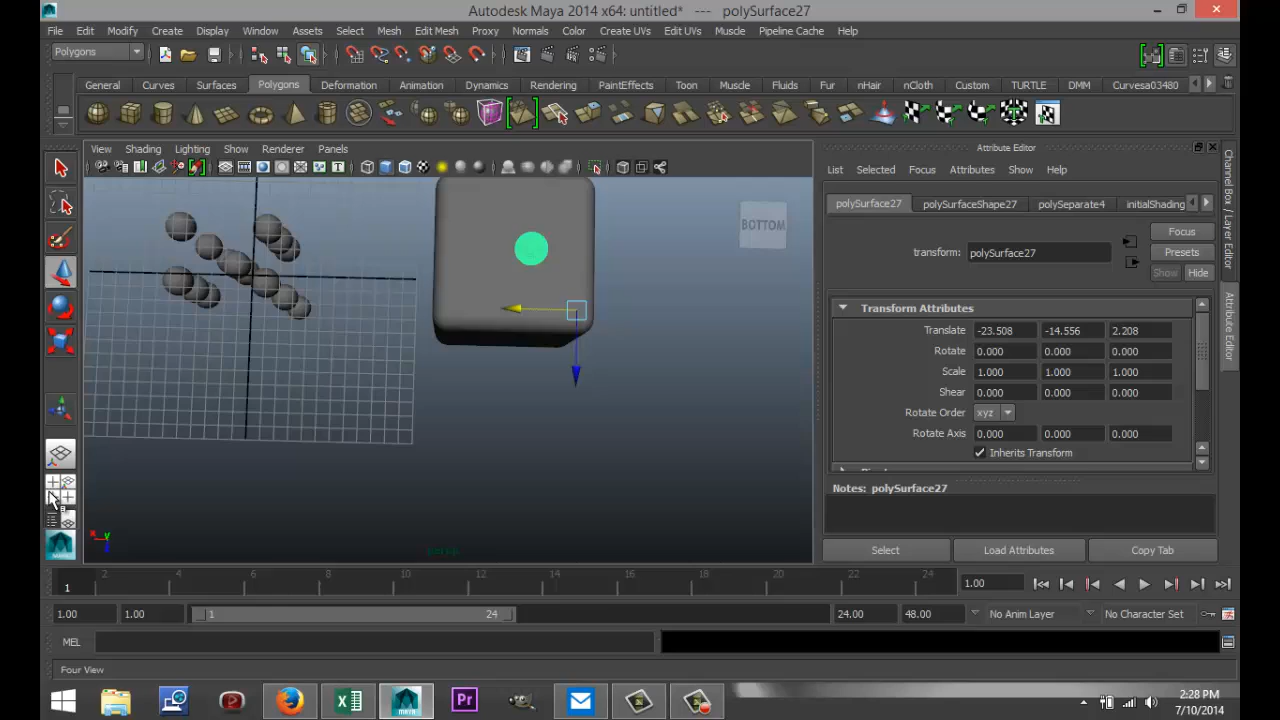 Autodesk Maya 2014 x64: untitled*   ---   polySurface27
File Edit Modify Create Display Window Assets Select Mesh Edit Mesh Proxy Normals Color Create UVs Edit UVs Muscle Pipeline Cache Help
Polygons
General Curves Surfaces Polygons Deformation Animation Dynamics Rendering PaintEffects Toon Muscle Fluids Fur nHair nCloth Custom TURTLE DMM Curvesa03480
View Shading Lighting Show Renderer Panels
Attribute Editor
List Selected Focus Attributes Show Help
polySurface27 polySurfaceShape27 polySeparate4 initialShading
BOTTOM
Focus
transform: polySurface27
Presets
Show Hide
Transform Attributes
Translate -23.508 -14.556 2.208
Rotate 0.000 0.000 0.000
Scale 1.000 1.000 1.000
Shear 0.000 0.000 0.000
Rotate Order xyz
Rotate Axis 0.000 0.000 0.000
Inherits Transform
Notes: polySurface27
Select Load Attributes Copy Tab
Channel Box / Layer Editor
Attribute Editor
1 2 4 6 8 10 12 14 16 18 20 22 24 1.00
1.00 1.00 1 24 24.00 48.00 No Anim Layer No Character Set
MEL
Four View
2:28 PM
7/10/2014